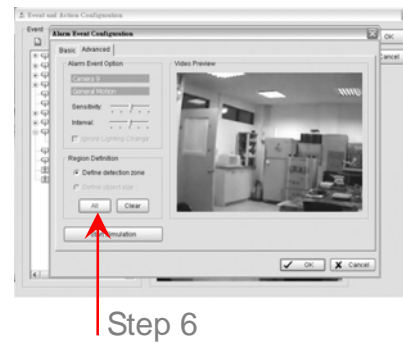 Event and Action Configuration
Event
OK
Cancel
Alarm Event Configuration
Basic
Advanced
Alarm Event Option
Camera 9
General Motion
Sensitivity:
Interval:
Ignore Lighting Change
Region Definition
Define detection zone
Define object size
All
Clear
Video Preview
OK
Cancel
Step 6